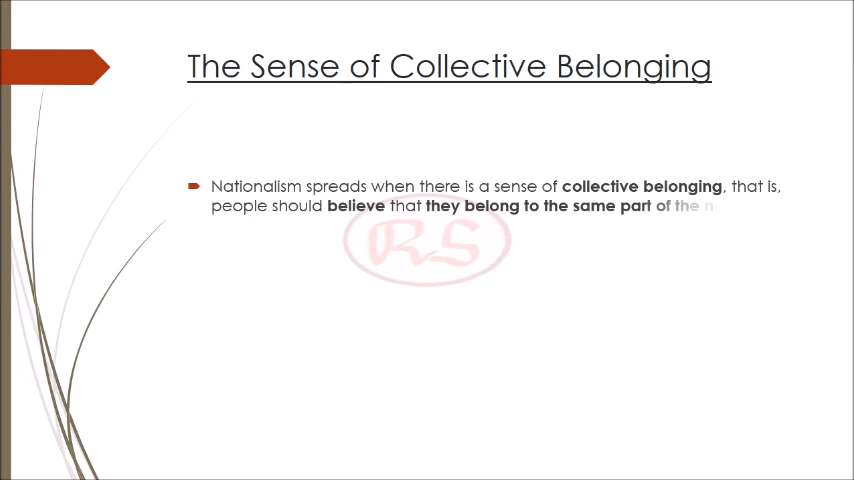 The Sense of Collective Belonging
Nationalism spreads when there is a sense of collective belonging, that is,
people should believe that they belong to the same part of the n
RS